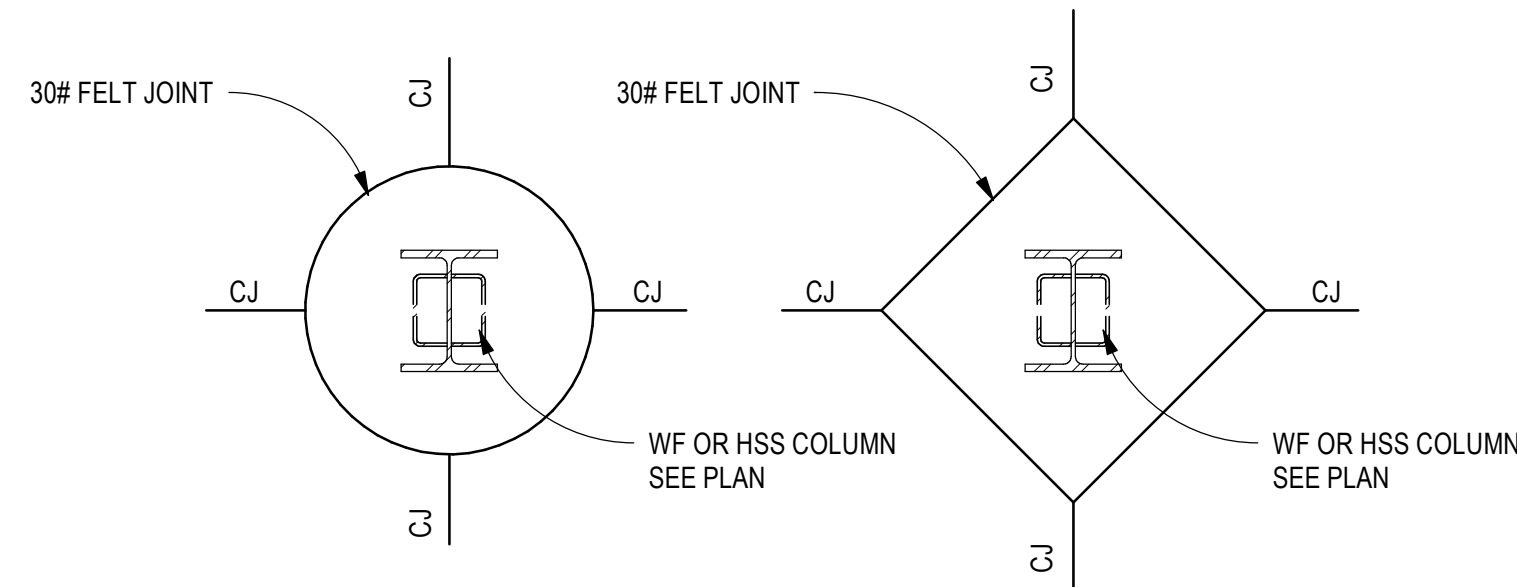 CJ
CJ
30# FELT JOINT
30# FELT JOINT
CJ
CJ
CJ
CJ
WF OR HSS COLUMN
SEE PLAN
WF OR HSS COLUMN
SEE PLAN
CJ
CJ